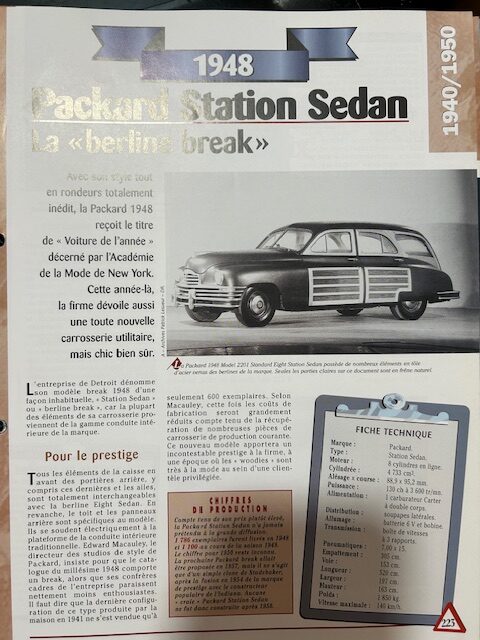 1948
1940/1950
Packard Station Sedan
La «berline break»
Avec son style tout
en rondeurs totalement
inédit, la Packard 1948
reçoit le titre
de « Voiture de l'année »
décerné par l'Académie
de la Mode de New York.
Cette année-là,
la firme dévoile aussi
une toute nouvelle
carrosserie utilitaire,
mais chic bien sûr.
La Packard 1948 Model 2201 Standard Eight Station Sedan possède de nombreux éléments en tôle
d'acier venus des berlines de la marque. Seules les parties claires sur ce document sont en frêne naturel
L'entreprise de Detroit dénomme
son modèle break 1948 d'une
façon inhabituelle, « Station Sedan »
ou « berline break », car la plupart
des éléments de sa carrosserie pro-
viennent de la gamme conduite inté-
rieure de la marque.
Pour le prestige
Tous les éléments de la caisse en
avant des portières arrière, y
compris ces dernières et les ailes,
sont totalement interchangeables
avec la berline Eight Sedan. En
revanche, le toit et les panneaux
arrière sont spécifiques au modèle.
Ils se soudent électriquement à la
plateforme de la conduite intérieure
traditionnelle. Edward Macauley, le
directeur des studios de style de
Packard, insiste pour que le cata-
logue du millésime 1948 comporte
un break, alors que ses confrères
cadres de l'entreprise paraissent
nettement moins enthousiastes.
Il faut dire que la dernière configu-
ration de ce type produite par la
maison en 1941 ne s'est vendue qu'à
seulement 600 exemplaires. Selon
Macauley, cette fois les coûts de
fabrication seront grandement
réduits compte tenu de la récupé-
ration de nombreuses pièces de
carrosserie de production courante.
Ce nouveau modèle apportera un
incontestable prestige à la firme, à
une époque où les « woodies » sont
très à la mode au sein d'une clien-
tèle privilégiée.
CHIFFRES
DE PRODUCTION
Compte tenu de son prix plutôt élevé,
la Packard Station Sedan n'a jamais
prétendu à la grande diffusion.
1 786 exemplaires furent livrés en 1948
et 1 100 au cours de la saison 1949.
Le chiffre pour 1950 reste inconnu.
La prochaine Packard break allait
être proposée en 1957, mais il ne s'agit
que d'un simple clone de Studebaker,
après la fusion en 1954 de la marque
de prestige avec le constructeur
populaire de l'Indiana. Aucune
« vraie » Packard Station Sedan
ne fut donc construite après 1950.
FICHE TECHNIQUE
Marque : Packard.
Type : Station Sedan.
Moteur : 8 cylindres en ligne.
Cylindrée : 4 733 cm³.
Alésage x course : 88,9 x 95,2 mm
Puissance : 130 ch à 3 600 tr/mn.
Alimentation : 1 carburateur Carter
à double corps.
Distribution : soupapes latérales.
Allumage : batterie 6 V et bobine.
Transmission : boîte de vitesses
à 3 rapports.
Pneumatiques : 7.00 x 15.
Empattement : 305 cm.
Voie : 153 cm.
Longueur : 520 cm.
Largeur : 197 cm.
Hauteur : 163 cm.
Poids : 1 850 kg.
Vitesse maximale : 140 km/h.
223